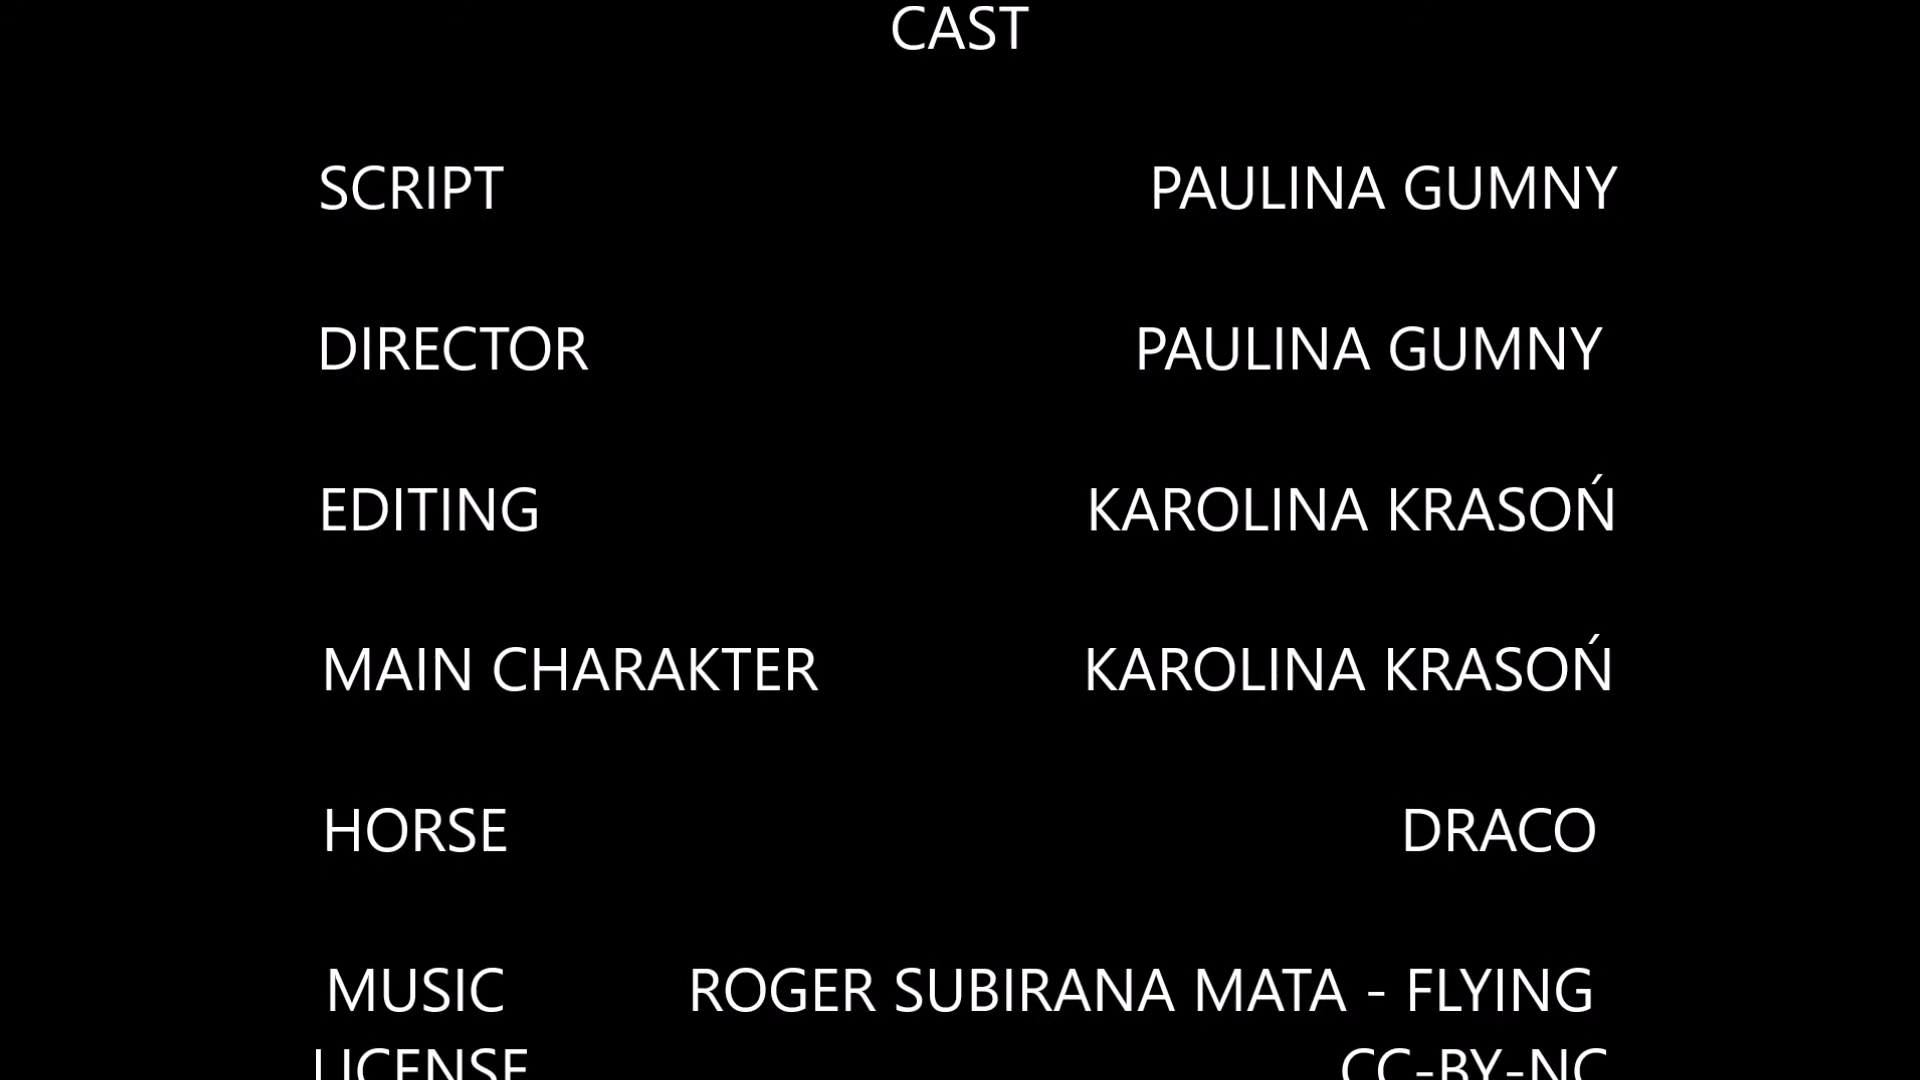 CAST
SCRIPT PAULINA GUMNY
DIRECTOR PAULINA GUMNY
EDITING KAROLINA KRASOŃ
MAIN CHARAKTER KAROLINA KRASOŃ
HORSE DRACO
MUSIC ROGER SUBIRANA MATA - FLYING
LICENSE CC-BY-NC